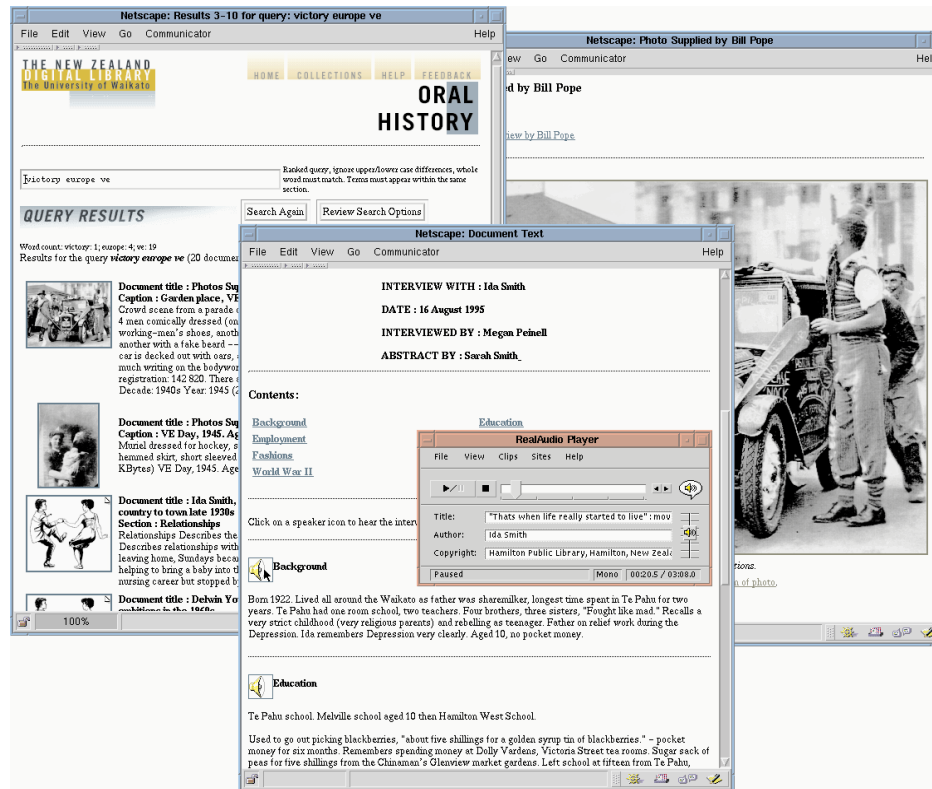 Netscape: Results 3-10 for query: victory europe ve
File Edit View Go Communicator Help
THE NEW ZEALAND
DIGITAL LIBRARY
The University of Waikato
HOME COLLECTIONS HELP FEEDBACK
ORAL
HISTORY
victory europe ve
Ranked query, ignore upper/lower case differences, whole
word must match. Terms must appear within the same
section.
QUERY RESULTS
Search Again Review Search Options
Word count: victory: 1; europe: 4; ve: 19
Results for the query victory europe ve (20 documen
Document title : Photos Sup
Caption : Garden place, VE
Crowd scene from a parade o
4 men comically dressed (on
working-men's shoes, anoth
another with a fake beard --
car is decked out with oars,
much writing on the bodywor
registration: 142 820. There a
Decade: 1940s Year: 1945 (2
Document title : Photos Sup
Caption : VE Day, 1945. Ag
Muriel dressed for hockey, s
hemmed skirt, short sleeved
KBytes) VE Day, 1945. Age
Document title : Ida Smith,
country to town late 1930s
Section : Relationships
Relationships Describes the
Describes relationships with
leaving home, Sundays becam
helping to bring a baby into th
nursing career but stopped by
Document title : Delwin Yo
ambitions in the 1960s
100%
Netscape: Photo Supplied by Bill Pope
ew Go Communicator Hel
ed by Bill Pope
view by Bill Pope
tions.
n of photo.
Netscape: Document Text
File Edit View Go Communicator Help
INTERVIEW WITH : Ida Smith
DATE : 16 August 1995
INTERVIEWED BY : Megan Peinell
ABSTRACT BY : Sarah Smith_
Contents:
Background Education
Employment
Fashions
World War II
Click on a speaker icon to hear the interv
Background
Born 1922. Lived all around the Waikato as father was sharemilker, longest time spent in Te Pahu for two
years. Te Pahu had one room school, two teachers. Four brothers, three sisters, "Fought like mad." Recalls a
very strict childhood (very religious parents) and rebelling as teenager. Father on relief work during the
Depression. Ida remembers Depression very clearly. Aged 10, no pocket money.
Education
Te Pahu school. Melville school aged 10 then Hamilton West School.
Used to go out picking blackberries, "about five shillings for a golden syrup tin of blackberries." - pocket
money for six months. Remembers spending money at Dolly Vardens, Victoria Street tea rooms. Sugar sack of
peas for five shillings from the Chinaman's Glenview market gardens. Left school at fifteen from Te Pahu,
RealAudio Player
File View Clips Sites Help
Title: "Thats when life really started to live" : mov
Author: Ida Smith
Copyright: Hamilton Public Library, Hamilton, New Zeala
Paused Mono 00:20.5 / 03:08.0